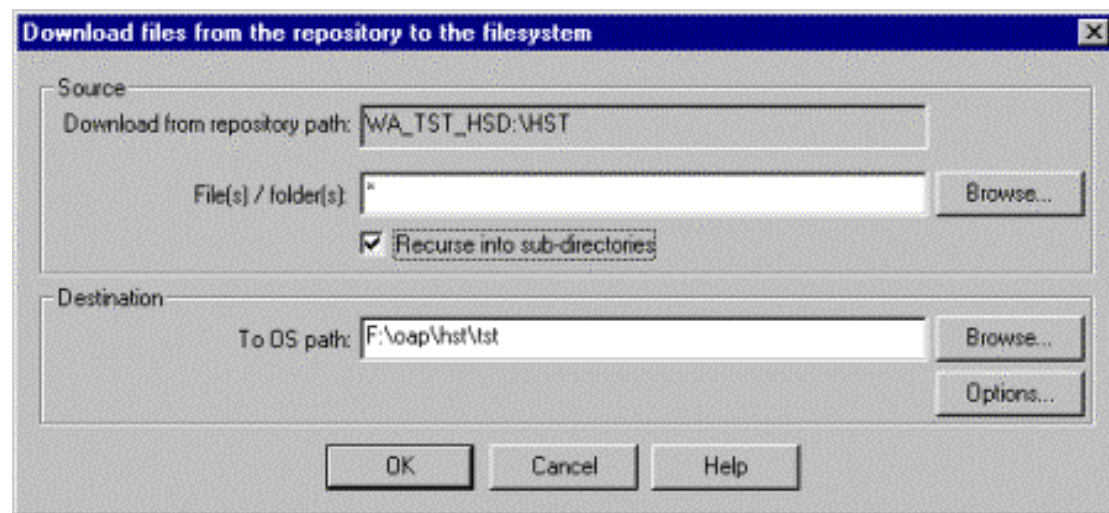 Download files from the repository to the filesystem
Source
Download from repository path: WA_TST_HSD:\HST
File(s) / folder(s): * Browse...
Recurse into sub-directories
Destination
To OS path: F:\oap\hst\tst Browse...
Options...
OK Cancel Help